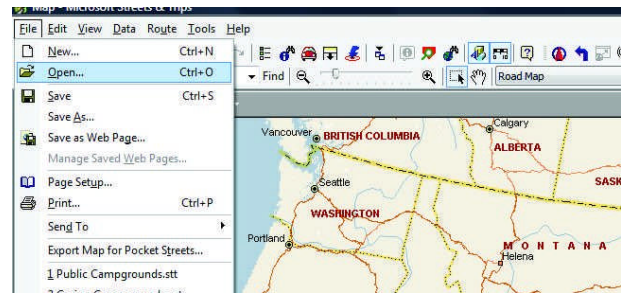 Map - Microsoft Streets & Trips
File Edit View Data Route Tools Help
New... Ctrl+N
Open... Ctrl+O
Find
Road Map
Save Ctrl+S
Save As...
Save as Web Page...
Manage Saved Web Pages...
Page Setup...
Print... Ctrl+P
Send To
Export Map for Pocket Streets...
1 Public Campgrounds.stt
Vancouver
BRITISH COLUMBIA
Calgary
ALBERTA
SASK
Seattle
WASHINGTON
Portland
MONTANA
Helena